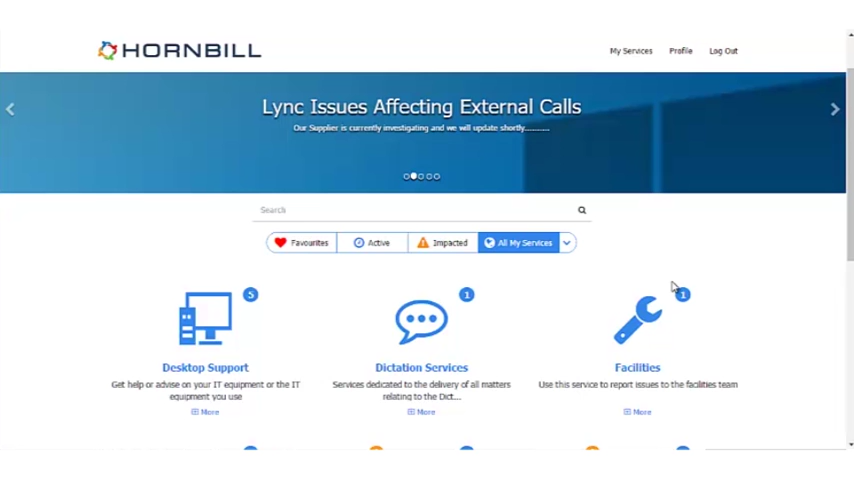 HORNBILL
My Services Profile Log Out
Lync Issues Affecting External Calls
Our Supplier is currently investigating and we will update shortly..........
Search
Favourites Active Impacted All My Services
5 1 1
Desktop Support
Get help or advise on your IT equipment or the IT
equipment you use
More
Dictation Services
Services dedicated to the delivery of all matters
relating to the Dict...
More
Facilities
Use this service to report issues to the facilities team
More